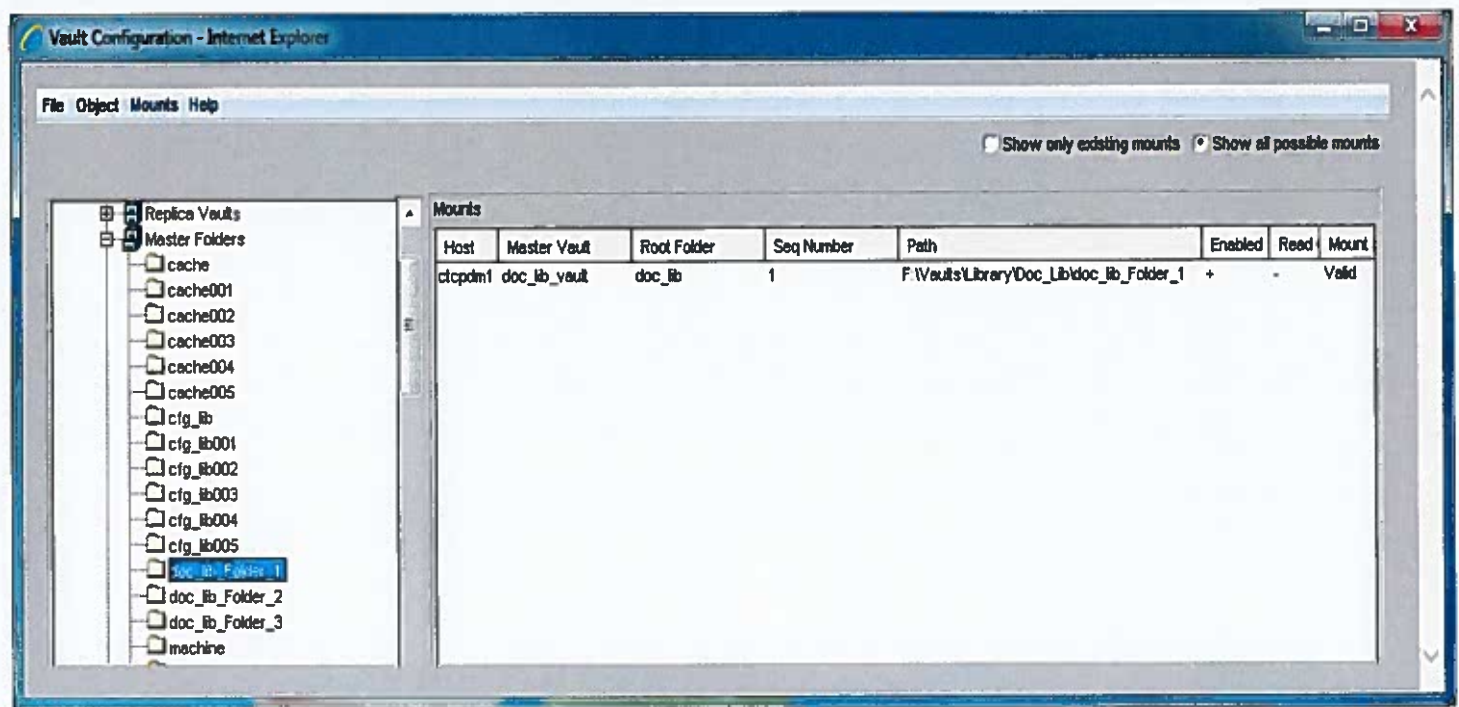 Vault Configuration - Internet Explorer
File Object Mounts Help
Show only existing mounts Show all possible mounts
Replica Vaults
Master Folders
cache
cache001
cache002
cache003
cache004
cache005
cfg_lib
cfg_lib001
cfg_lib002
cfg_lib003
cfg_lib004
cfg_lib005
doc_lib_Folder_1
doc_lib_Folder_2
doc_lib_Folder_3
machine
Mounts
Host Master Vault Root Folder Seq Number Path Enabled Read Mount
ctcpdm1 doc_lib_vault doc_lib 1 F:\Vaults\Library\Doc_Lib\doc_lib_Folder_1 + - Valid